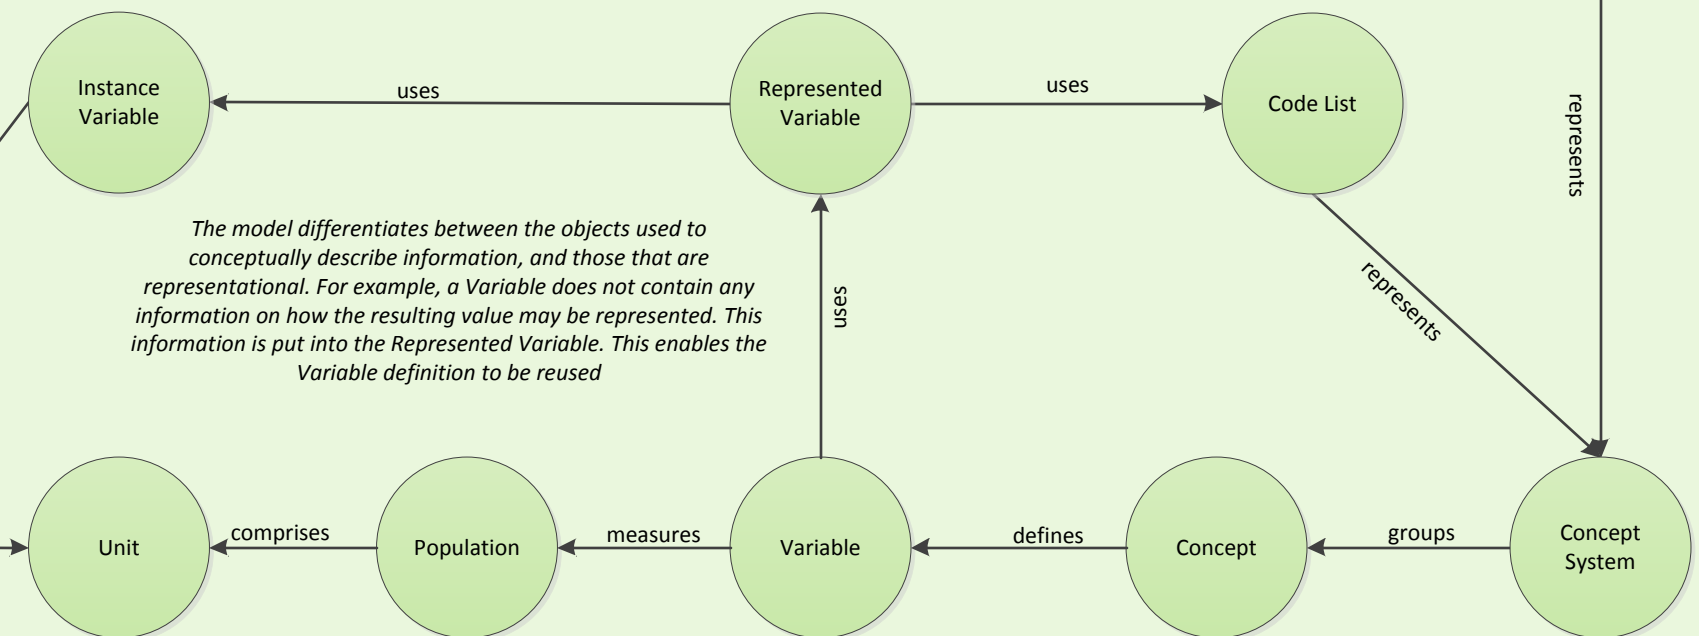 Instance
Variable
uses
Represented
Variable
uses
Code List
represents
The model differentiates between the objects used to
conceptually describe information, and those that are
representational. For example, a Variable does not contain any
information on how the resulting value may be represented. This
information is put into the Represented Variable. This enables the
Variable definition to be reused
uses
represents
Unit
comprises
Population
measures
Variable
defines
Concept
groups
Concept
System